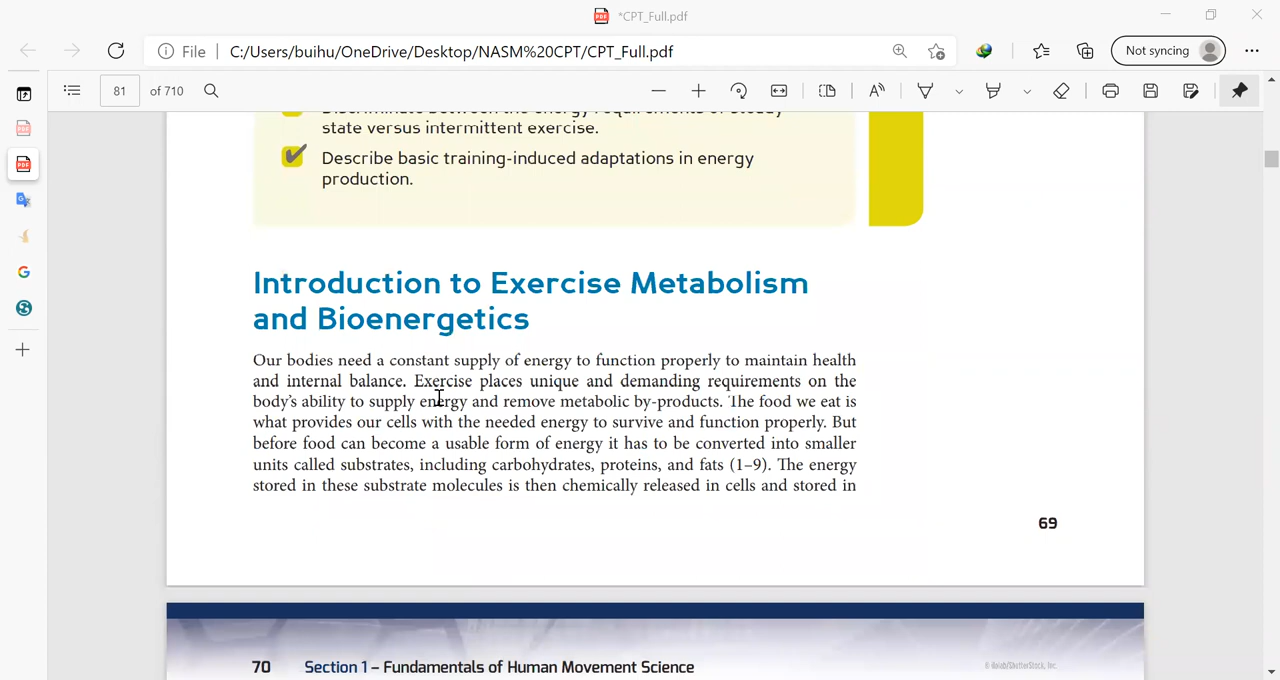 *CPT_Full.pdf
File
C:/Users/buihu/OneDrive/Desktop/NASM%20CPT/CPT_Full.pdf
Not syncing
81 of 710
Discriminate between the energy requirements of steady
state versus intermittent exercise.
Describe basic training-induced adaptations in energy
production.
Introduction to Exercise Metabolism
and Bioenergetics
Our bodies need a constant supply of energy to function properly to maintain health
and internal balance. Exercise places unique and demanding requirements on the
body’s ability to supply energy and remove metabolic by-products. The food we eat is
what provides our cells with the needed energy to survive and function properly. But
before food can become a usable form of energy it has to be converted into smaller
units called substrates, including carbohydrates, proteins, and fats (1–9). The energy
stored in these substrate molecules is then chemically released in cells and stored in
69
70 Section 1 – Fundamentals of Human Movement Science